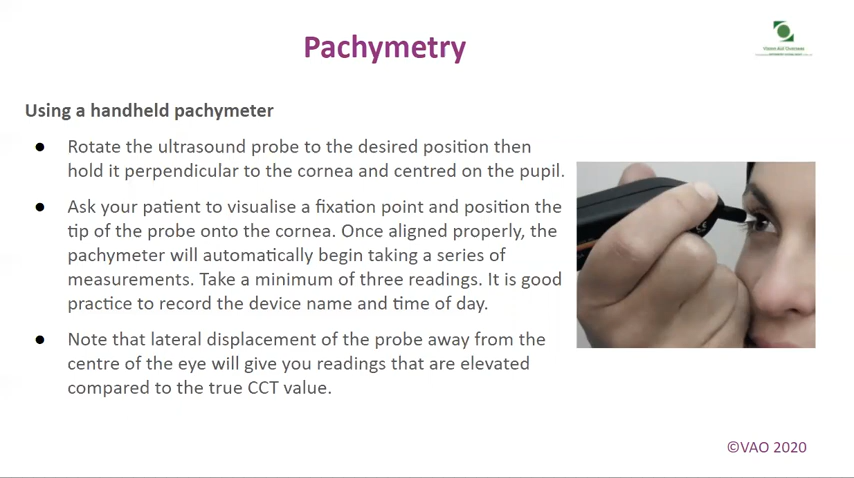 Pachymetry
Vision Aid Overseas
Using a handheld pachymeter
● Rotate the ultrasound probe to the desired position then
hold it perpendicular to the cornea and centred on the pupil.
● Ask your patient to visualise a fixation point and position the
tip of the probe onto the cornea. Once aligned properly, the
pachymeter will automatically begin taking a series of
measurements. Take a minimum of three readings. It is good
practice to record the device name and time of day.
● Note that lateral displacement of the probe away from the
centre of the eye will give you readings that are elevated
compared to the true CCT value.
©VAO 2020